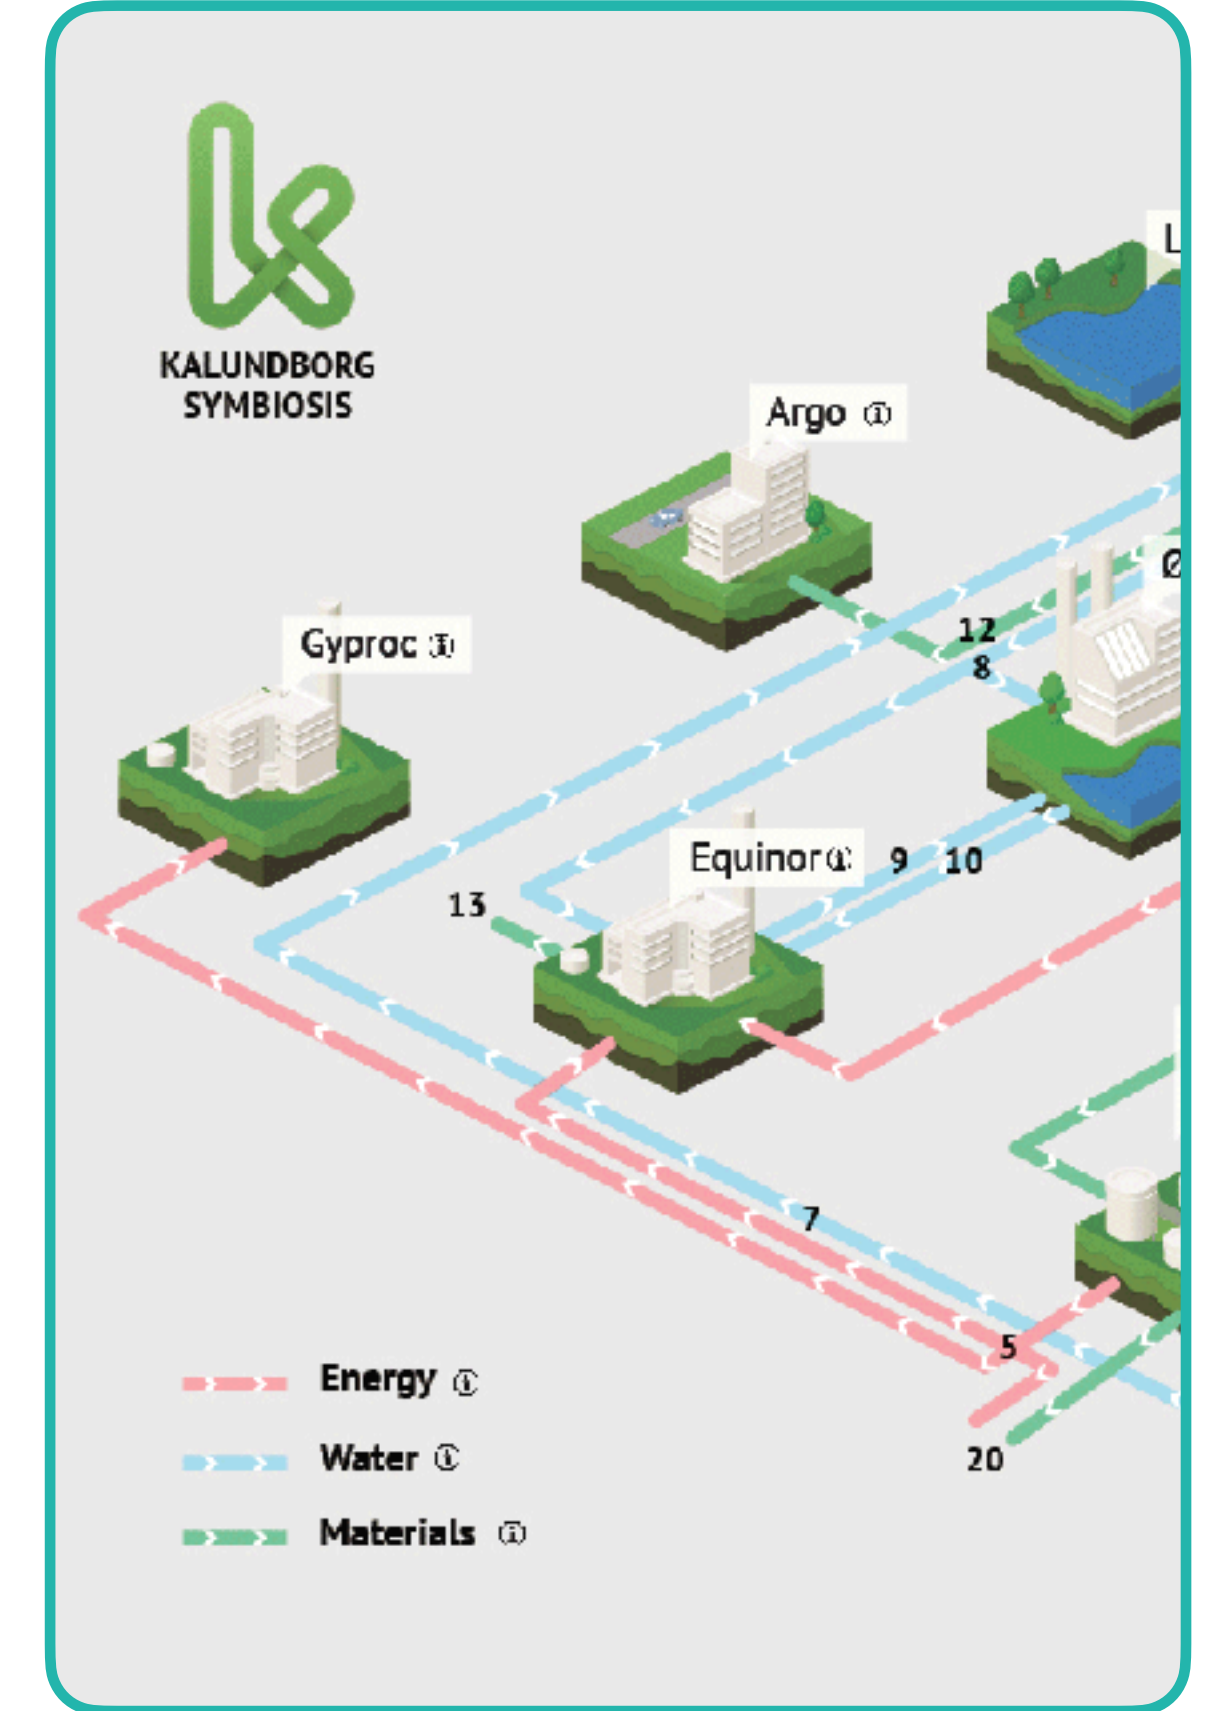 KALUNDBORG
SYMBIOSIS
L
Argo
12
Ø
8
Gyproc
Equinor
9
10
13
7
5
20
Energy
Water
Materials